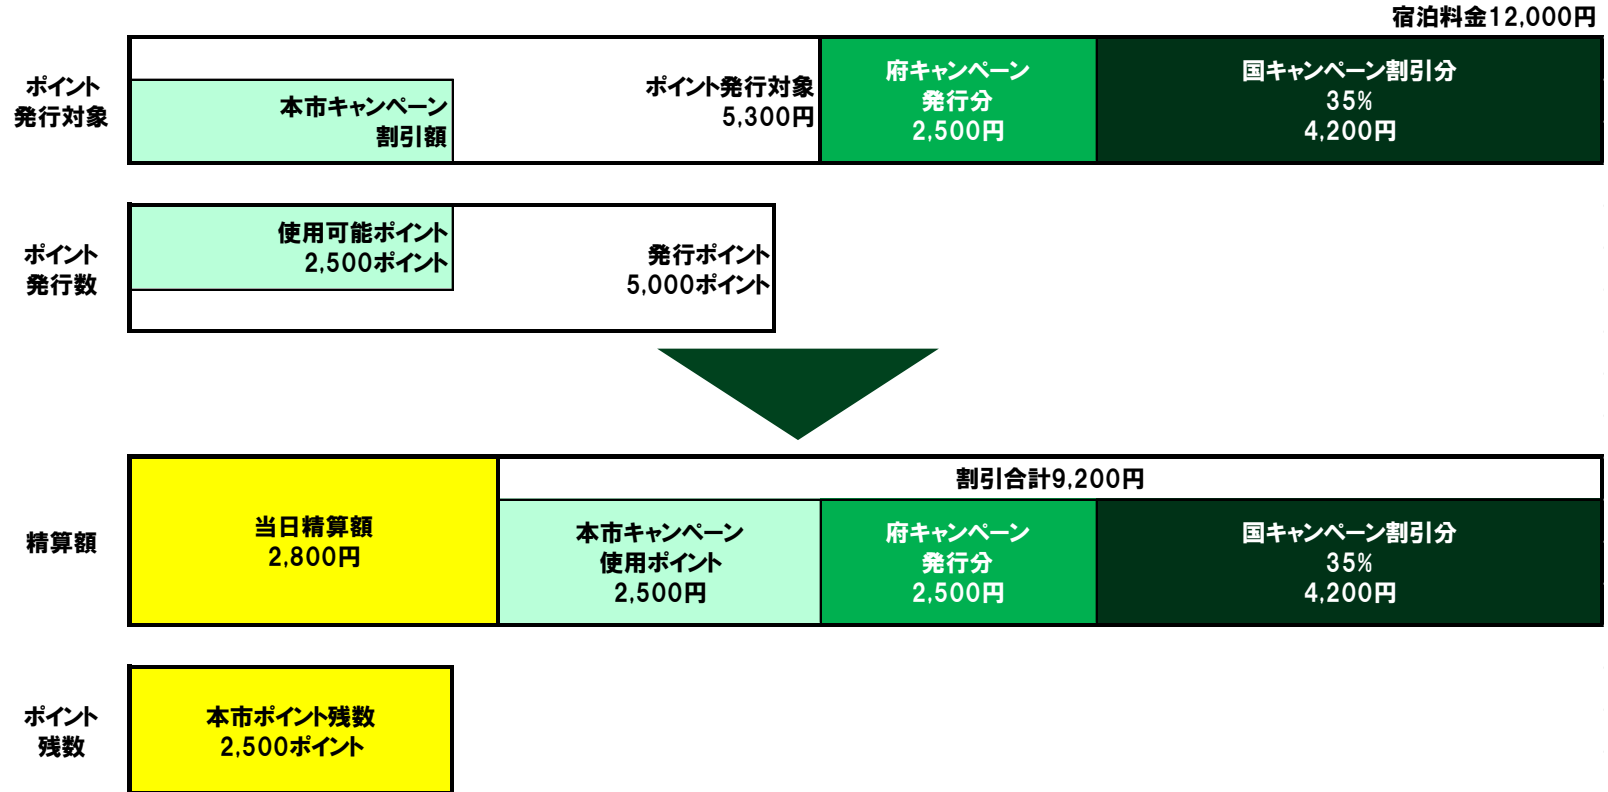 宿泊料金12,000円
ポイント
発行対象
本市キャンペーン
割引額
ポイント発行対象
5,300円
府キャンペーン
発行分
2,500円
国キャンペーン割引分
35%
4,200円
ポイント
発行数
使用可能ポイント
2,500ポイント
発行ポイント
5,000ポイント
精算額
当日精算額
2,800円
割引合計9,200円
本市キャンペーン
使用ポイント
2,500円
府キャンペーン
発行分
2,500円
国キャンペーン割引分
35%
4,200円
ポイント
残数
本市ポイント残数
2,500ポイント